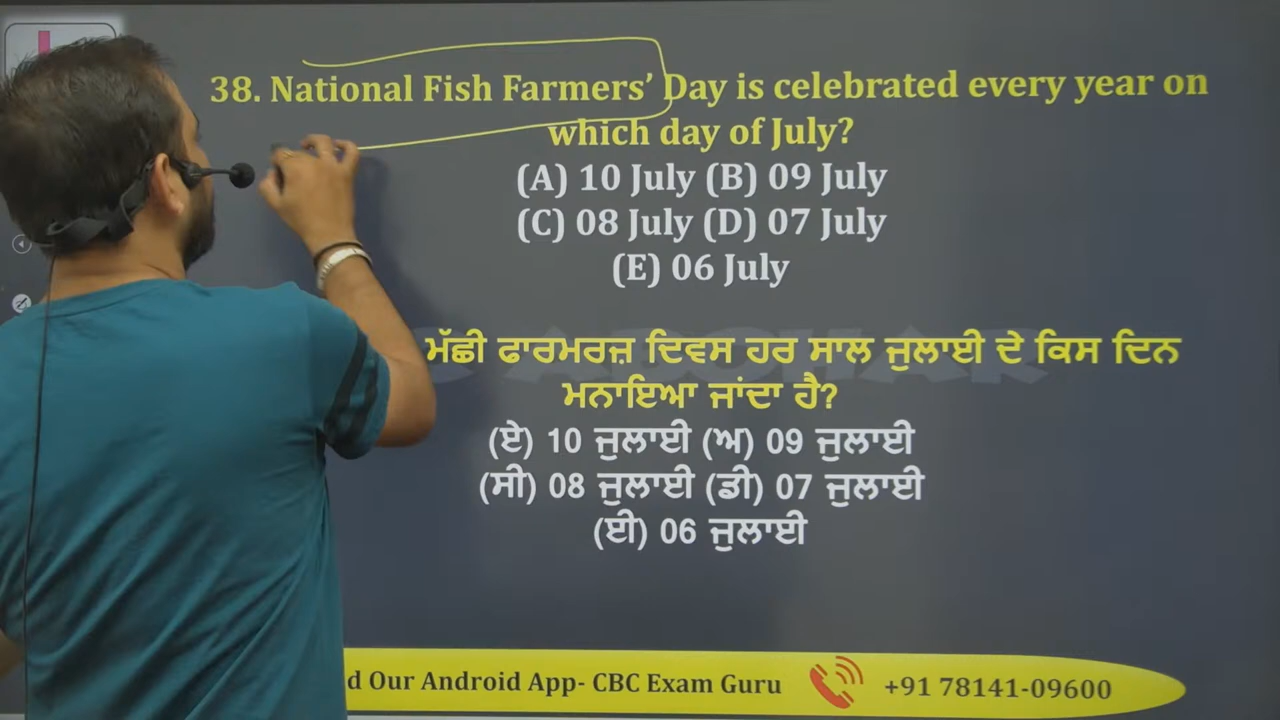 38. National Fish Farmers’ Day is celebrated every year on
which day of July?
(A) 10 July (B) 09 July
(C) 08 July (D) 07 July
(E) 06 July
ਮੱਛੀ ਫਾਰਮਰਜ਼ ਦਿਵਸ ਹਰ ਸਾਲ ਜੁਲਾਈ ਦੇ ਕਿਸ ਦਿਨ
ਮਨਾਇਆ ਜਾਂਦਾ ਹੈ?
(ਏ) 10 ਜੁਲਾਈ (ਅ) 09 ਜੁਲਾਈ
(ਸੀ) 08 ਜੁਲਾਈ (ਡੀ) 07 ਜੁਲਾਈ
(ਈ) 06 ਜੁਲਾਈ
Our Android App- CBC Exam Guru +91 78141-09600